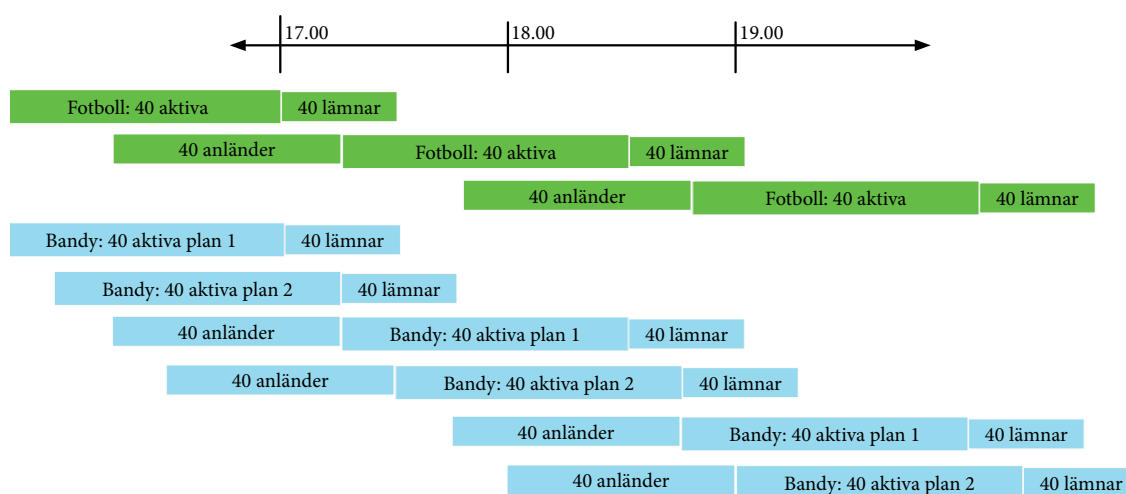 17.00 18.00 19.00
Fotboll: 40 aktiva 40 lämnar
40 anländer Fotboll: 40 aktiva 40 lämnar
40 anländer Fotboll: 40 aktiva 40 lämnar
Bandy: 40 aktiva plan 1 40 lämnar
Bandy: 40 aktiva plan 2 40 lämnar
40 anländer Bandy: 40 aktiva plan 1 40 lämnar
40 anländer Bandy: 40 aktiva plan 2 40 lämnar
40 anländer Bandy: 40 aktiva plan 1 40 lämnar
40 anländer Bandy: 40 aktiva plan 2 40 lämnar